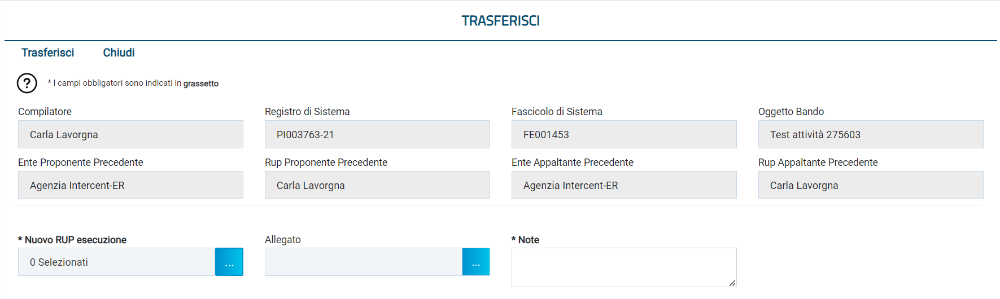 TRASFERISCI
Trasferisci Chiudi
? * I campi obbligatori sono indicati in grassetto
Compilatore Registro di Sistema Fascicolo di Sistema Oggetto Bando
Carla Lavorgna PI003763-21 FE001453 Test attività 275603
Ente Proponente Precedente Rup Proponente Precedente Ente Appaltante Precedente Rup Appaltante Precedente
Agenzia Intercent-ER Carla Lavorgna Agenzia Intercent-ER Carla Lavorgna
* Nuovo RUP esecuzione Allegato * Note
0 Selezionati ... ...